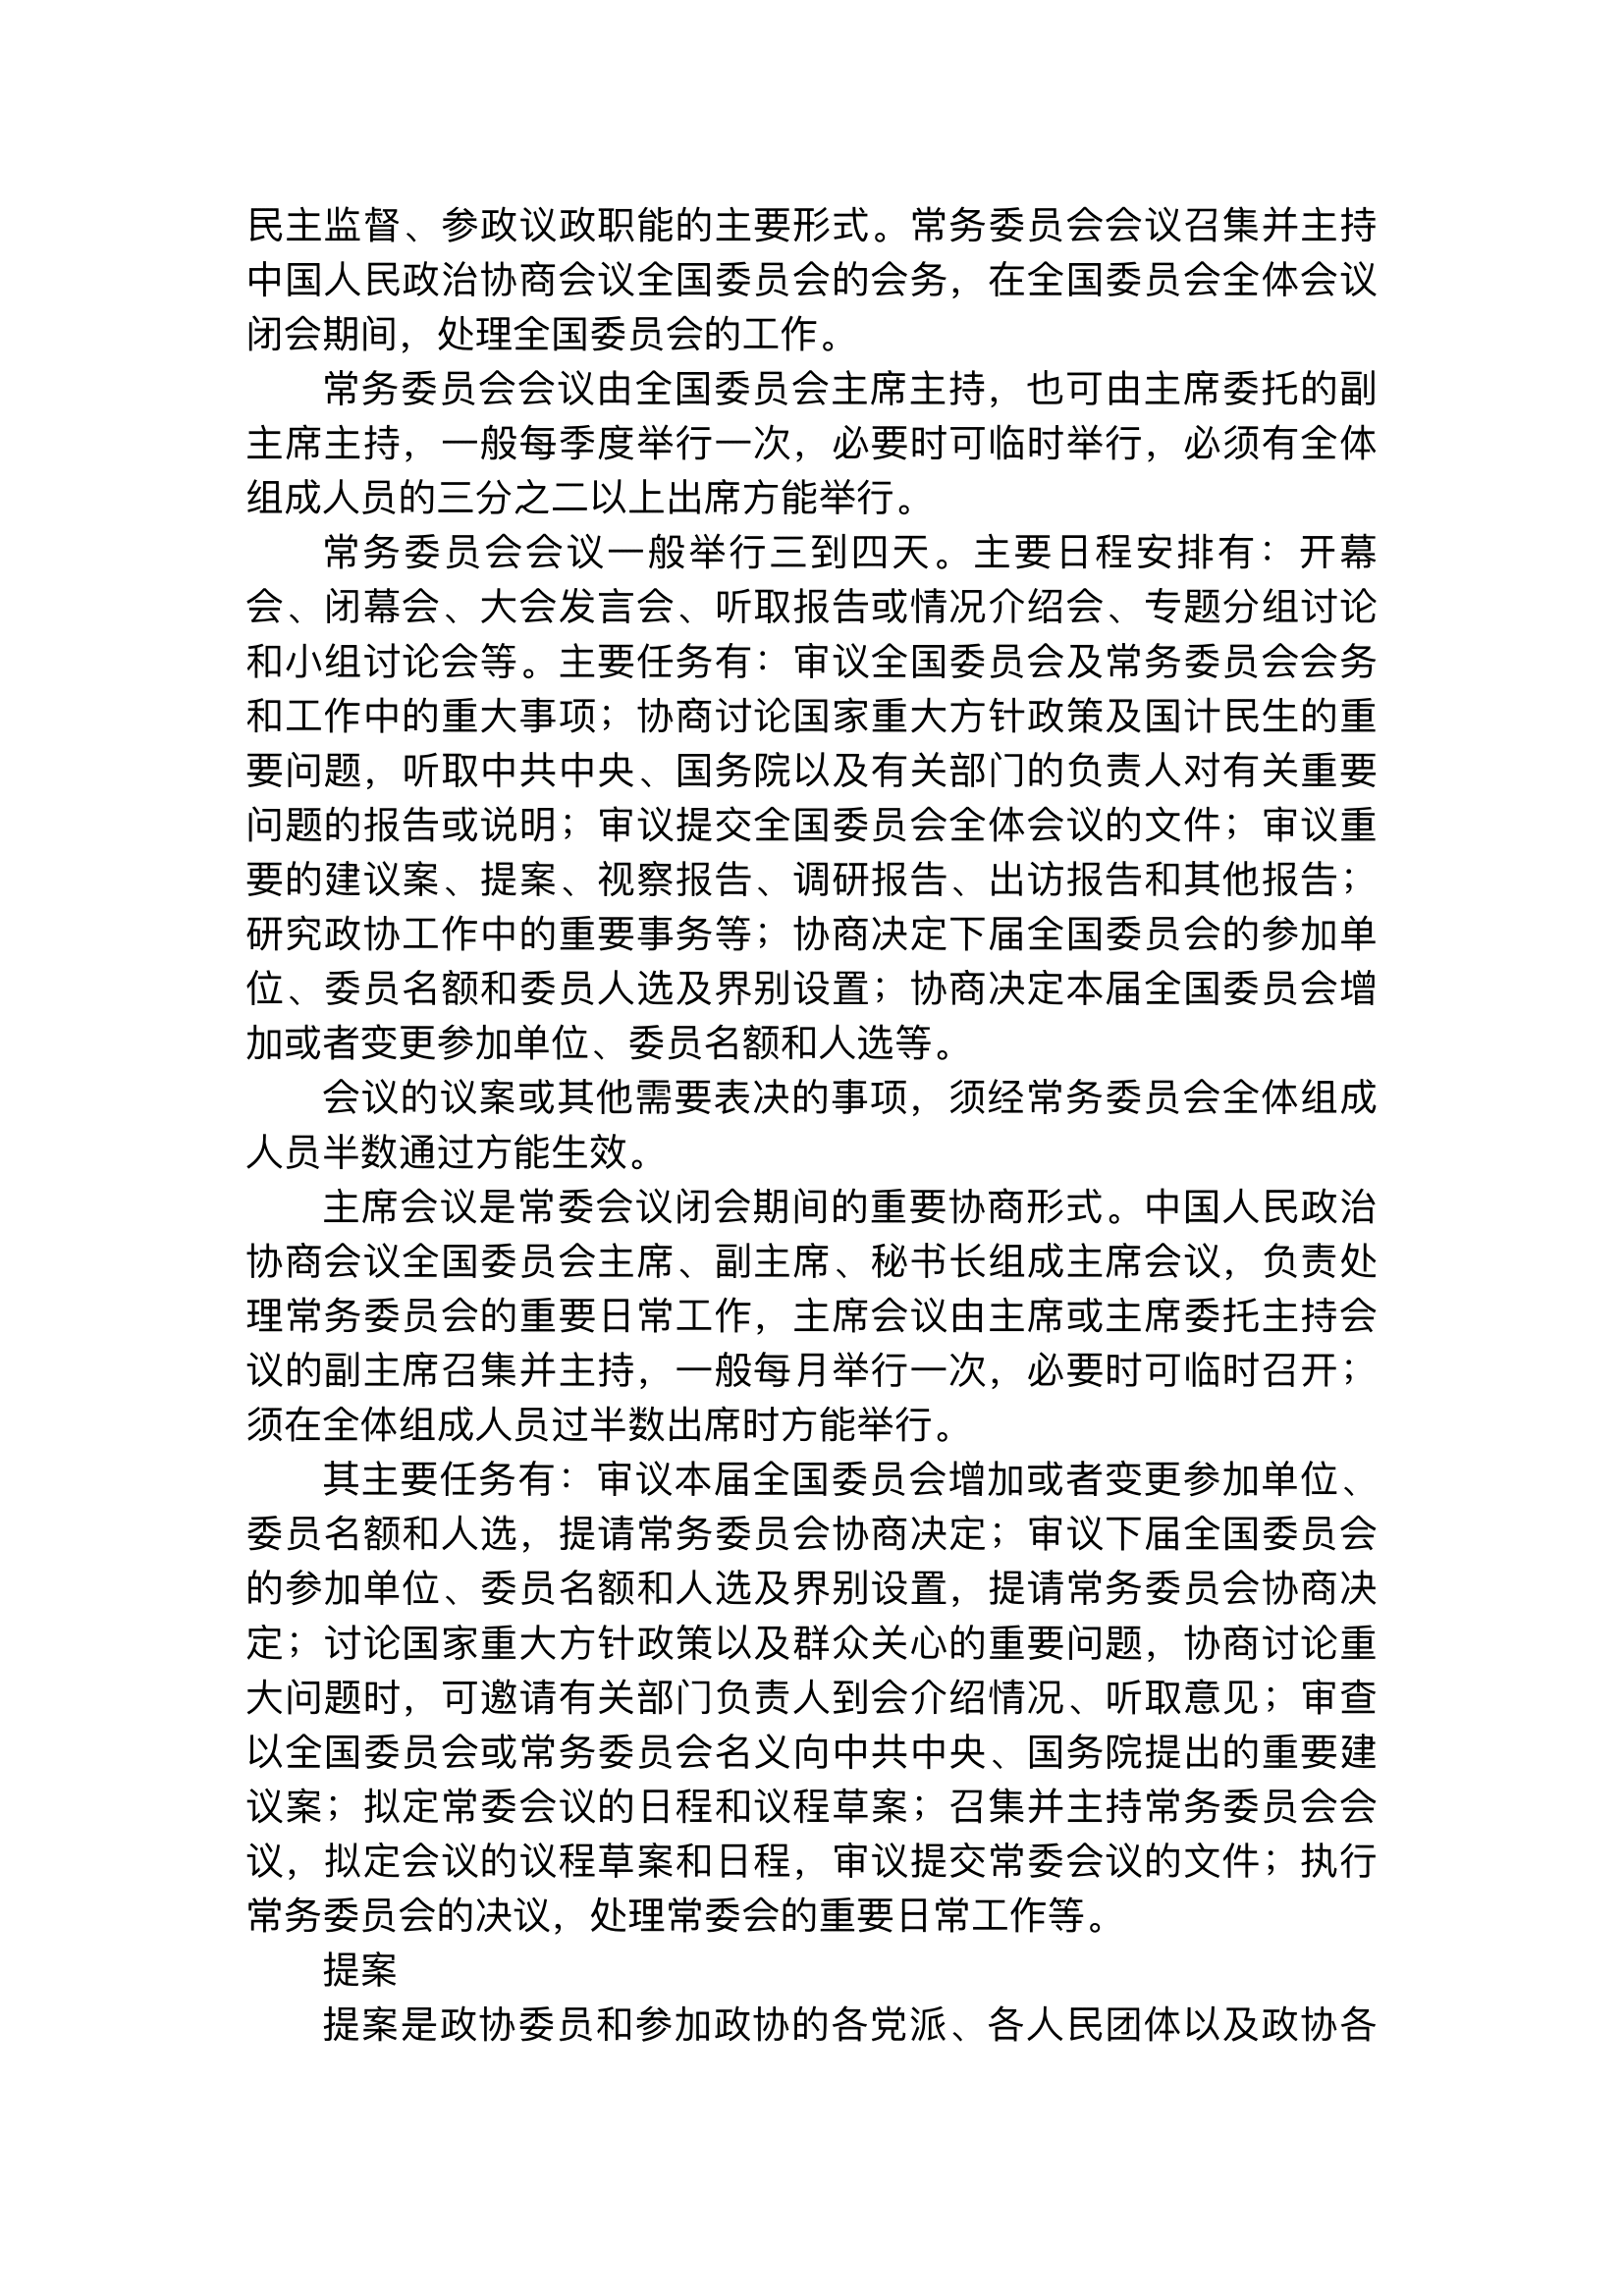 民主监督、参政议政职能的主要形式。常务委员会会议召集并主持
中国人民政治协商会议全国委员会的会务，在全国委员会全体会议
闭会期间，处理全国委员会的工作。
常务委员会会议由全国委员会主席主持，也可由主席委托的副
主席主持，一般每季度举行一次，必要时可临时举行，必须有全体
组成人员的三分之二以上出席方能举行。
常务委员会会议一般举行三到四天。主要日程安排有：开幕
会、闭幕会、大会发言会、听取报告或情况介绍会、专题分组讨论
和小组讨论会等。主要任务有：审议全国委员会及常务委员会会务
和工作中的重大事项；协商讨论国家重大方针政策及国计民生的重
要问题，听取中共中央、国务院以及有关部门的负责人对有关重要
问题的报告或说明；审议提交全国委员会全体会议的文件；审议重
要的建议案、提案、视察报告、调研报告、出访报告和其他报告；
研究政协工作中的重要事务等；协商决定下届全国委员会的参加单
位、委员名额和委员人选及界别设置；协商决定本届全国委员会增
加或者变更参加单位、委员名额和人选等。
会议的议案或其他需要表决的事项，须经常务委员会全体组成
人员半数通过方能生效。
主席会议是常委会议闭会期间的重要协商形式。中国人民政治
协商会议全国委员会主席、副主席、秘书长组成主席会议，负责处
理常务委员会的重要日常工作，主席会议由主席或主席委托主持会
议的副主席召集并主持，一般每月举行一次，必要时可临时召开；
须在全体组成人员过半数出席时方能举行。
其主要任务有：审议本届全国委员会增加或者变更参加单位、
委员名额和人选，提请常务委员会协商决定；审议下届全国委员会
的参加单位、委员名额和人选及界别设置，提请常务委员会协商决
定；讨论国家重大方针政策以及群众关心的重要问题，协商讨论重
大问题时，可邀请有关部门负责人到会介绍情况、听取意见；审查
以全国委员会或常务委员会名义向中共中央、国务院提出的重要建
议案；拟定常委会议的日程和议程草案；召集并主持常务委员会会
议，拟定会议的议程草案和日程，审议提交常委会议的文件；执行
常务委员会的决议，处理常委会的重要日常工作等。
提案
提案是政协委员和参加政协的各党派、各人民团体以及政协各